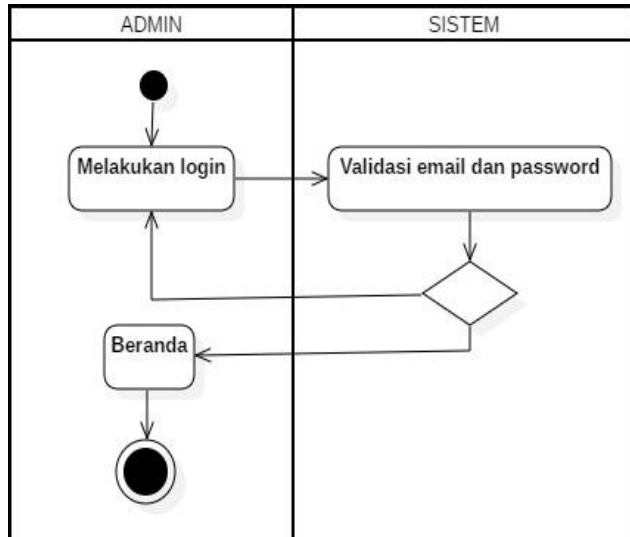 ADMIN
SISTEM
Melakukan login
Validasi email dan password
Beranda